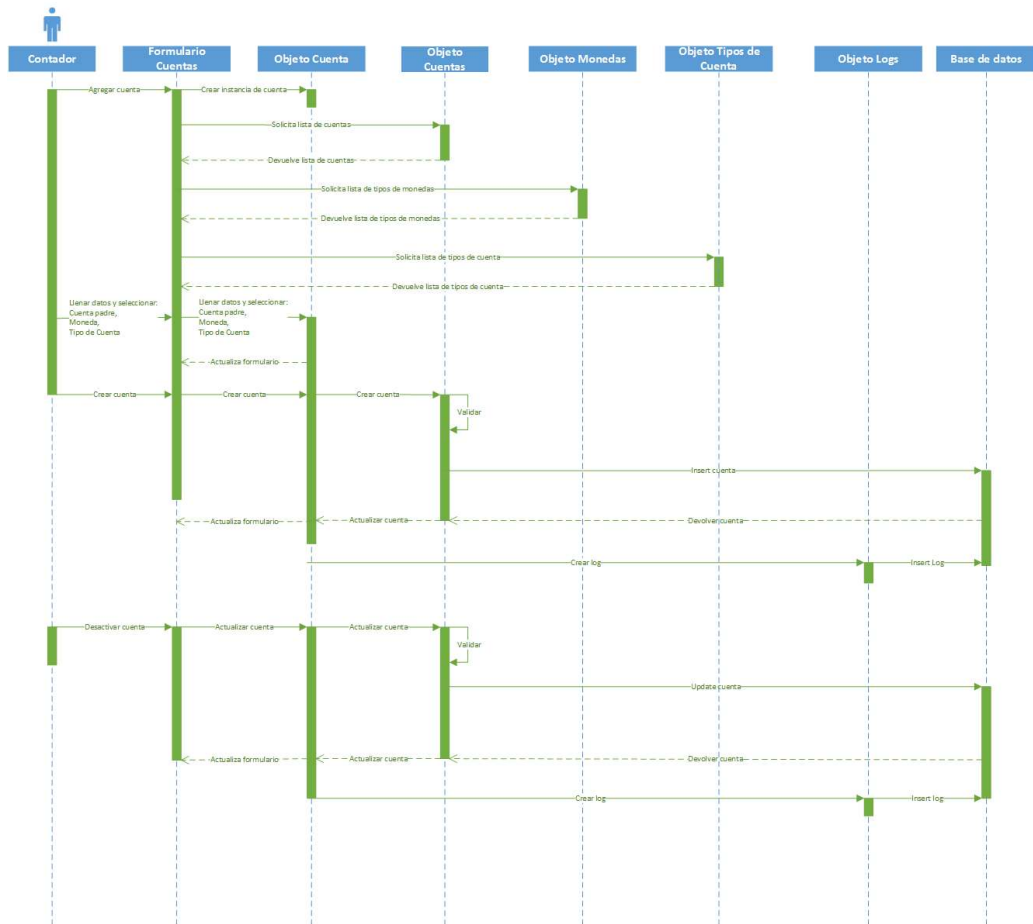 Contador
Formulario
Cuentas
Objeto Cuenta
Objeto
Cuentas
Objeto Monedas
Objeto Tipos de
Cuenta
Objeto Logs
Base de datos
Agregar cuenta
Crear instancia de cuenta
Solicita lista de cuentas
Devuelve lista de cuentas
Solicita lista de tipos de monedas
Devuelve lista de tipos de monedas
Solicita lista de tipos de cuenta
Devuelve lista de tipos de cuenta
Llenar datos y seleccionar:
Cuenta padre,
Moneda,
Tipo de Cuenta
Llenar datos y seleccionar:
Cuenta padre,
Moneda,
Tipo de Cuenta
Actualiza formulario
Crear cuenta
Crear cuenta
Crear cuenta
Validar
Insert cuenta
Actualiza formulario
Actualizar cuenta
Devolver cuenta
Crear log
Insert Log
Desactivar cuenta
Actualizar cuenta
Actualizar cuenta
Validar
Update cuenta
Actualiza formulario
Actualizar cuenta
Devolver cuenta
Crear log
Insert log